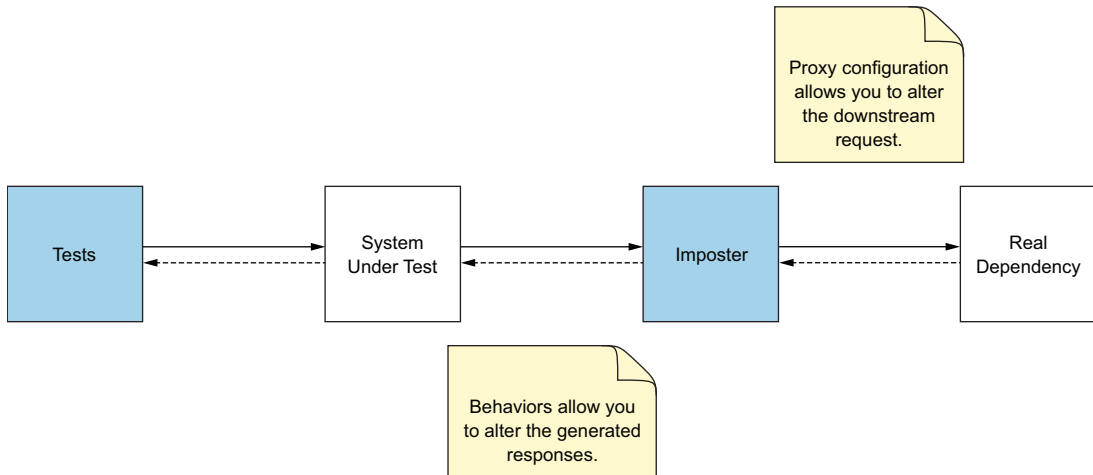 Proxy configuration
allows you to alter
the downstream
request.
Tests
System
Under Test
Imposter
Real
Dependency
Behaviors allow you
to alter the generated
responses.